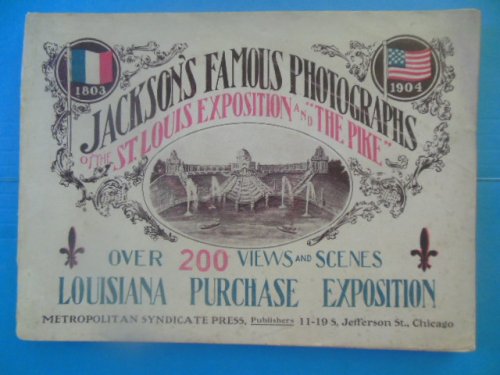 1803
1904
JACKSON'S FAMOUS PHOTOGRAPHS
OF THE ST. LOUIS EXPOSITION AND "THE PIKE"
OVER 200 VIEWS AND SCENES
LOUISIANA PURCHASE EXPOSITION
METROPOLITAN SYNDICATE PRESS, Publishers 11-19 S. Jefferson St., Chicago